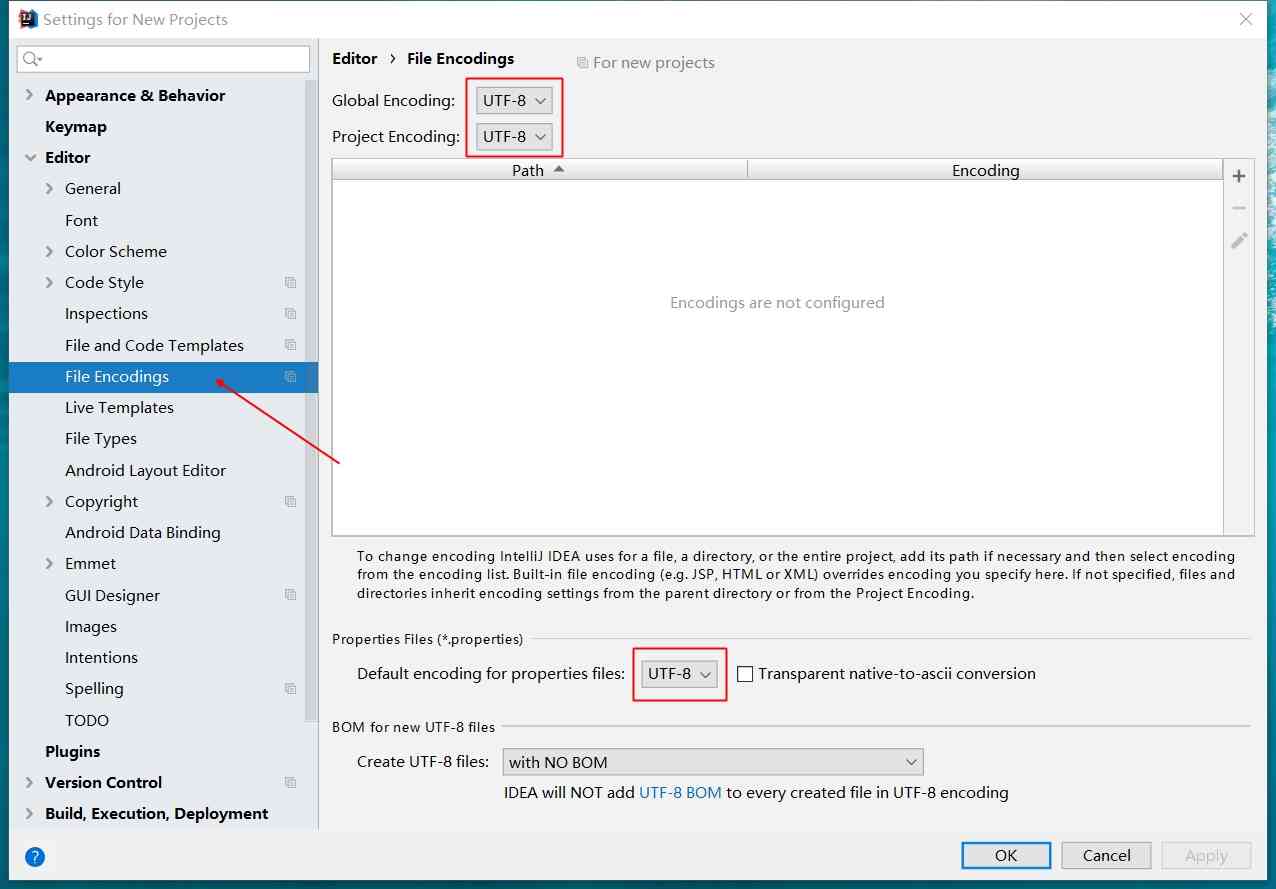 Settings for New Projects
Appearance & Behavior
Keymap
Editor
General
Font
Color Scheme
Code Style
Inspections
File and Code Templates
File Encodings
Live Templates
File Types
Android Layout Editor
Copyright
Android Data Binding
Emmet
GUI Designer
Images
Intentions
Spelling
TODO
Plugins
Version Control
Build, Execution, Deployment
Editor › File Encodings For new projects
Global Encoding: UTF-8
Project Encoding: UTF-8
Path Encoding
Encodings are not configured
To change encoding IntelliJ IDEA uses for a file, a directory, or the entire project, add its path if necessary and then select encoding
from the encoding list. Built-in file encoding (e.g. JSP, HTML or XML) overrides encoding you specify here. If not specified, files and
directories inherit encoding settings from the parent directory or from the Project Encoding.
Properties Files (*.properties)
Default encoding for properties files: UTF-8 Transparent native-to-ascii conversion
BOM for new UTF-8 files
Create UTF-8 files: with NO BOM
IDEA will NOT add UTF-8 BOM to every created file in UTF-8 encoding
? OK Cancel Apply